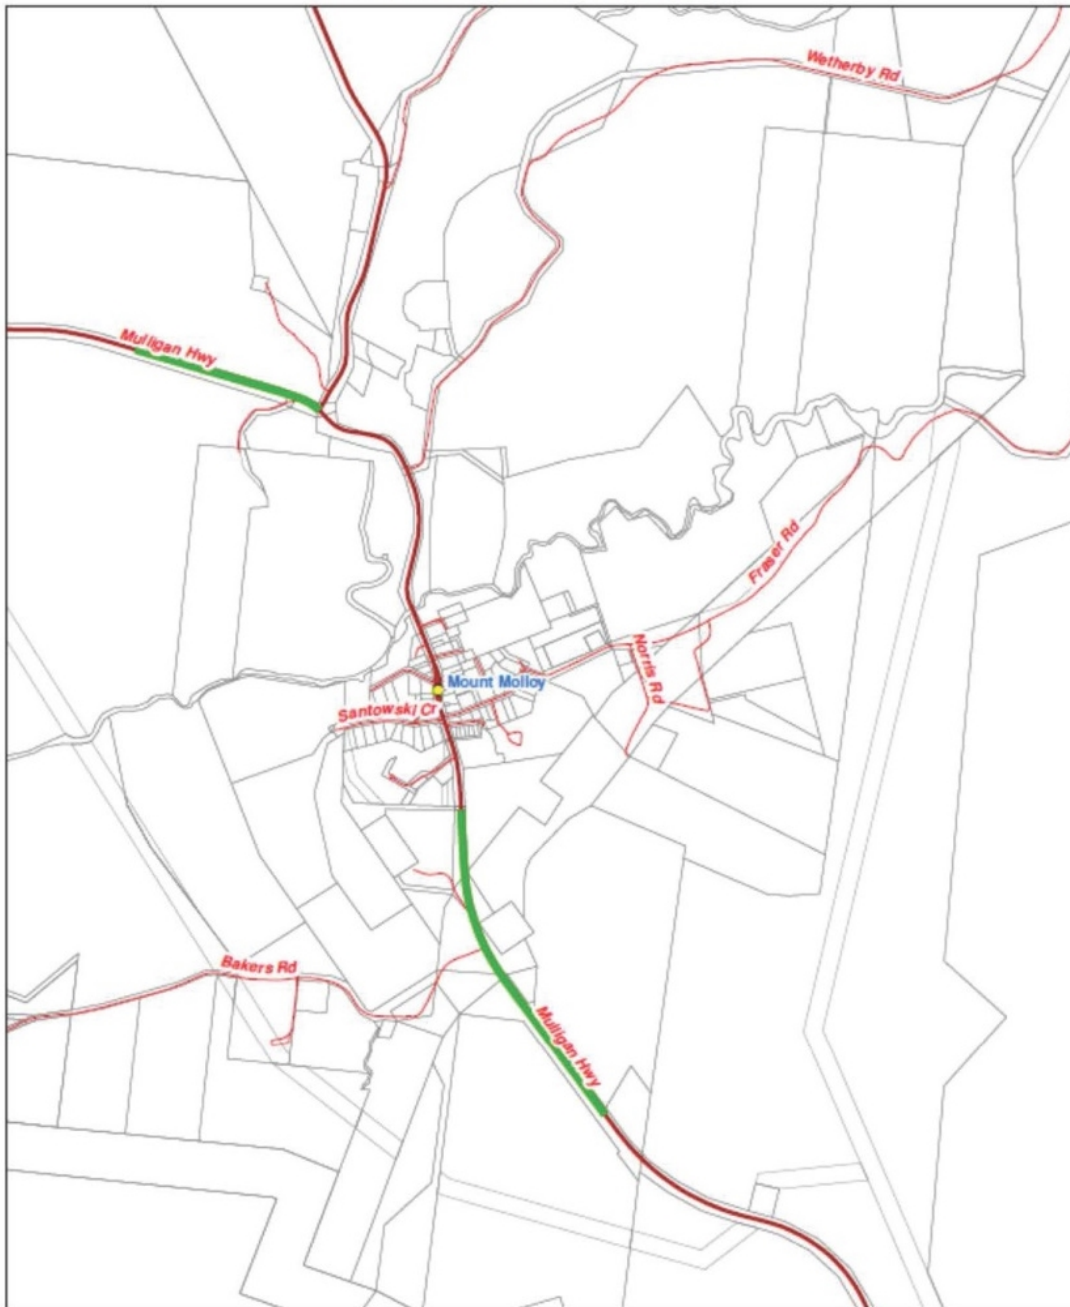 Wetherby Rd
Mulligan Hwy
Fraser Rd
Norris Rd
Mount Molloy
Santowski Cr
Bakers Rd
Mulligan Hwy